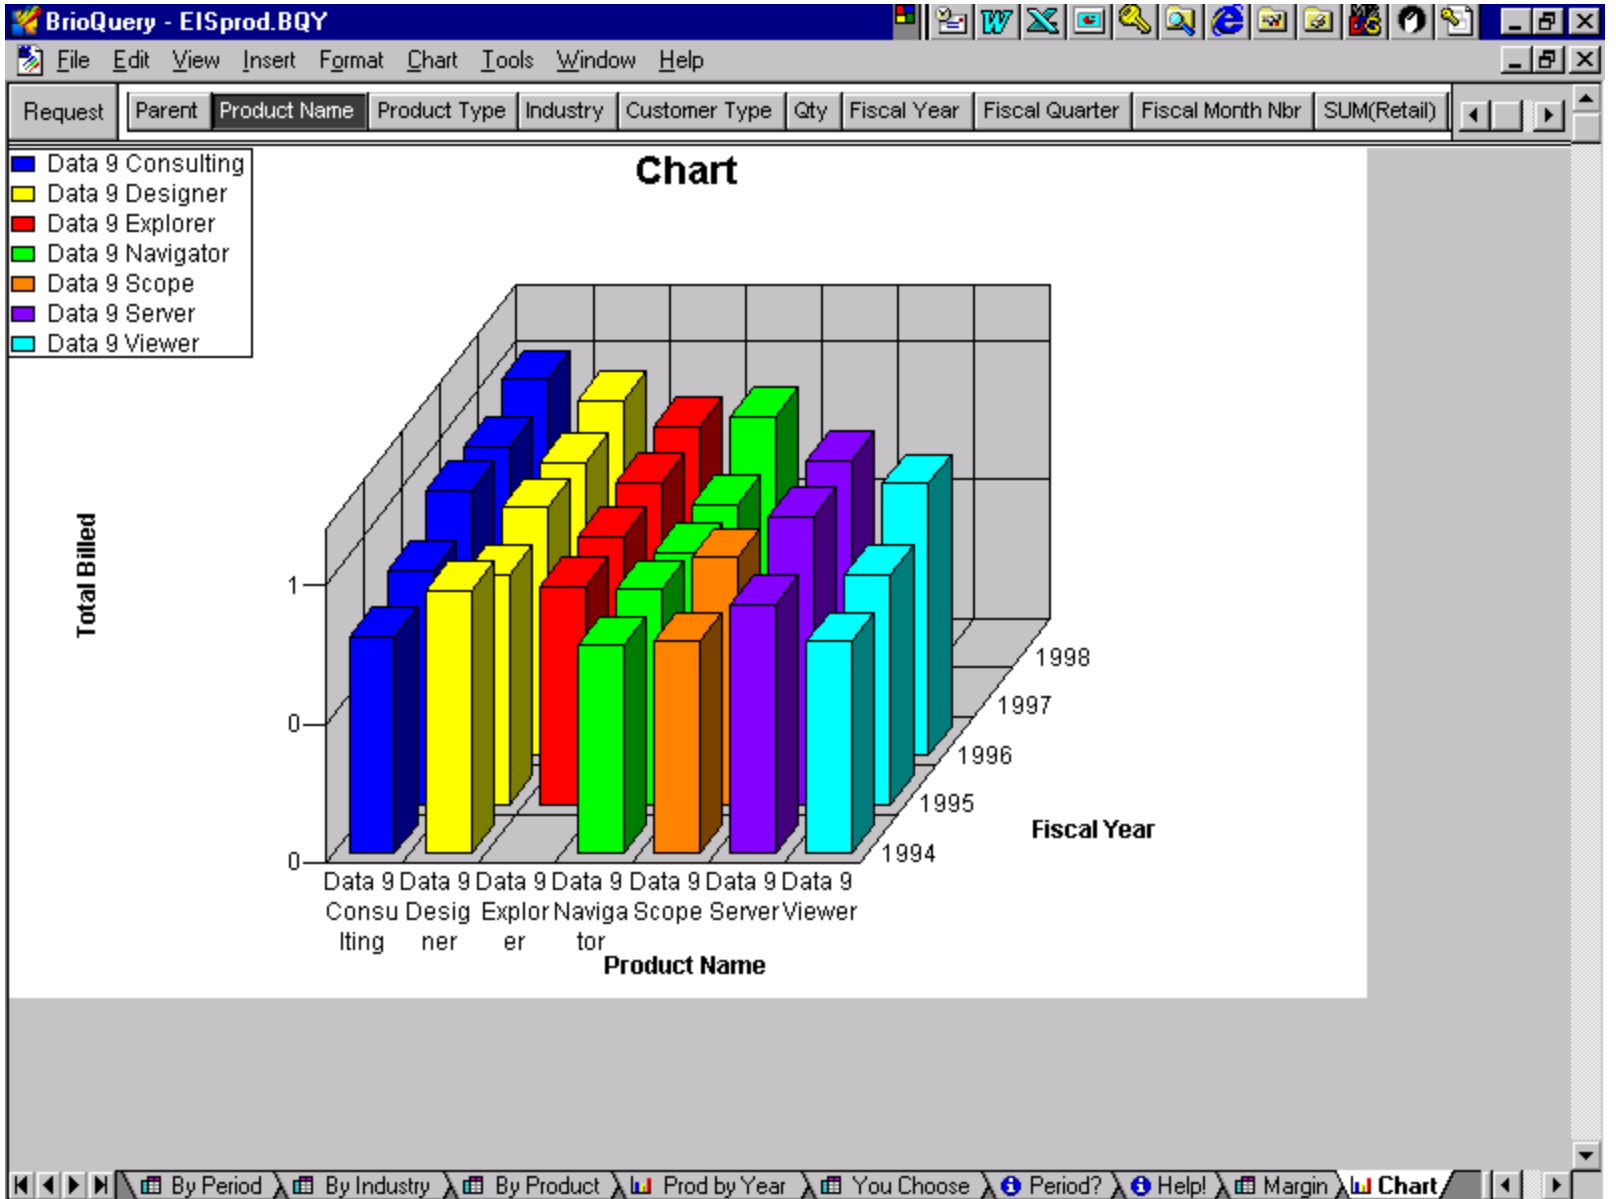 BrioQuery - EISprod.BQY
File Edit View Insert Format Chart Tools Window Help
Request Parent Product Name Product Type Industry Customer Type Qty Fiscal Year Fiscal Quarter Fiscal Month Nbr SUM(Retail)
Chart
Data 9 Consulting
Data 9 Designer
Data 9 Explorer
Data 9 Navigator
Data 9 Scope
Data 9 Server
Data 9 Viewer
Total Billed
1
0
0
1998
1997
1996
1995
1994
Fiscal Year
Data 9 Data 9 Data 9 Data 9 Data 9 Data 9 Data 9
Consu Desig Explor Naviga Scope Server Viewer
lting ner er tor
Product Name
By Period By Industry By Product Prod by Year You Choose Period? Help! Margin Chart